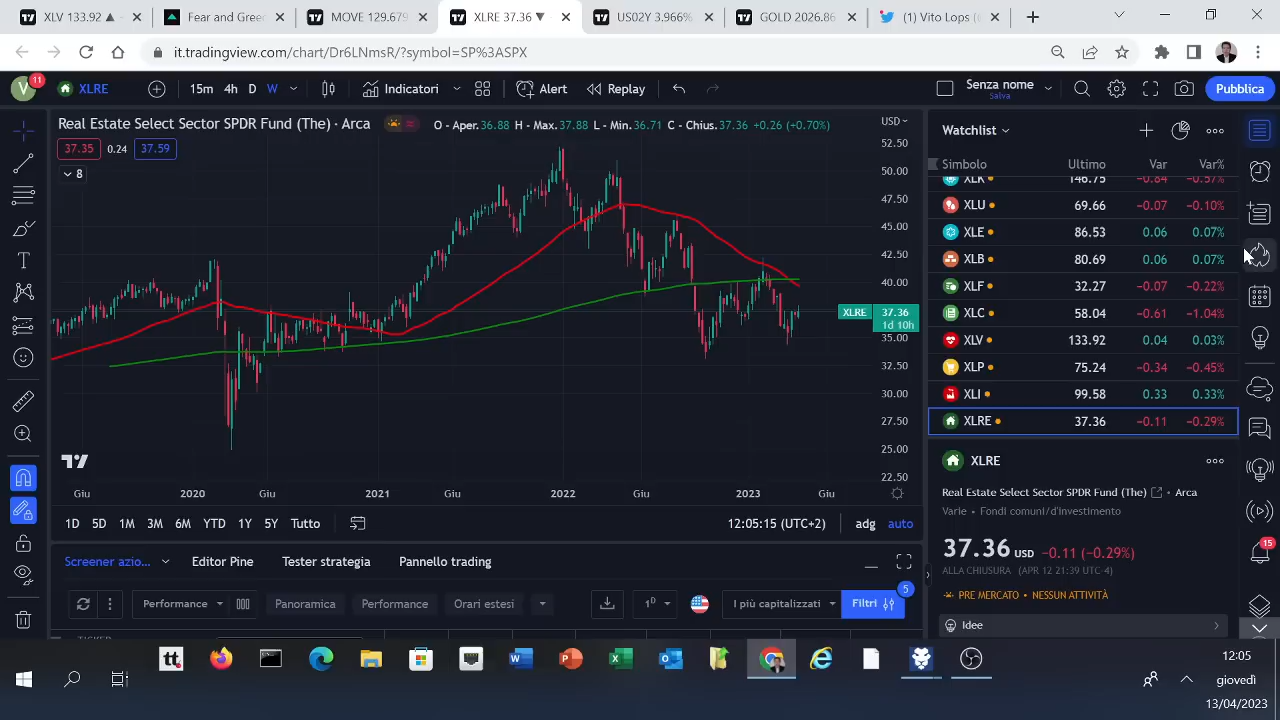 XLV 133.92 ▲
Fear and Gree
MOVE 129.679
XLRE 37.36 ▼
US02Y 3.966%
GOLD 2026.86
(1) Vito Lops (
it.tradingview.com/chart/Dr6LNmsR/?symbol=SP%3ASPX
V
11
XLRE
15m 4h D W
Indicatori
Alert
Replay
Senza nome
Salva
Pubblica
Real Estate Select Sector SPDR Fund (The) · Arca
O - Aper.36.88 H - Max.37.88 L - Min.36.71 C - Chius.37.36 +0.26 (+0.70%)
USD
37.35 0.24 37.59
8
52.50
50.00
47.50
45.00
42.50
40.00
XLRE 37.36
1d 10h
35.00
32.50
30.00
27.50
25.00
22.50
Giu 2020 Giu 2021 Giu 2022 Giu 2023 Giu
1D 5D 1M 3M 6M YTD 1Y 5Y Tutto
12:05:15 (UTC+2) adg auto
Watchlist
Simbolo Ultimo Var Var%
XLK 146.75 −0.84 −0.57%
XLU 69.66 −0.07 −0.10%
XLE 86.53 0.06 0.07%
XLB 80.69 0.06 0.07%
XLF 32.27 −0.07 −0.22%
XLC 58.04 −0.61 −1.04%
XLV 133.92 0.04 0.03%
XLP 75.24 −0.34 −0.45%
XLI 99.58 0.33 0.33%
XLRE 37.36 −0.11 −0.29%
XLRE
Real Estate Select Sector SPDR Fund (The) • Arca
Varie • Fondi comuni/d'investimento
37.36 USD −0.11 (−0.29%)
ALLA CHIUSURA (APR 12 21:39 UTC-4)
PRE MERCATO • NESSUN ATTIVITÀ
Idee
15
Screener azio... Editor Pine Tester strategia Pannello trading
Performance Panoramica Performance Orari estesi
1D
I più capitalizzati
Filtri
5
TICKER
12:05
giovedì
13/04/2023